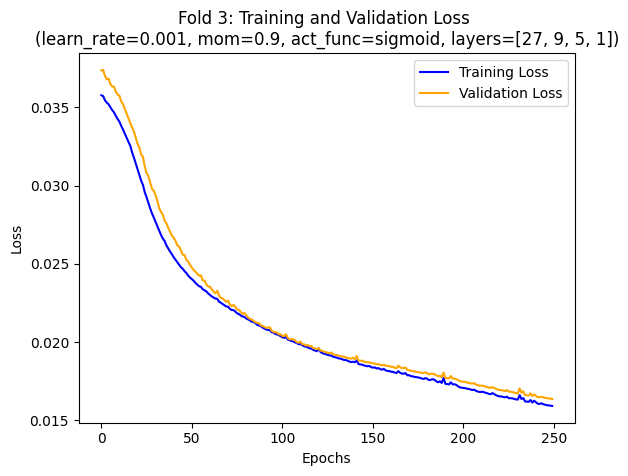 Fold 3: Training and Validation Loss
(learn_rate=0.001, mom=0.9, act_func=sigmoid, layers=[27, 9, 5, 1])
Training Loss
Validation Loss
0.035
0.030
0.025
0.020
0.015
Loss
0
50
100
150
200
250
Epochs